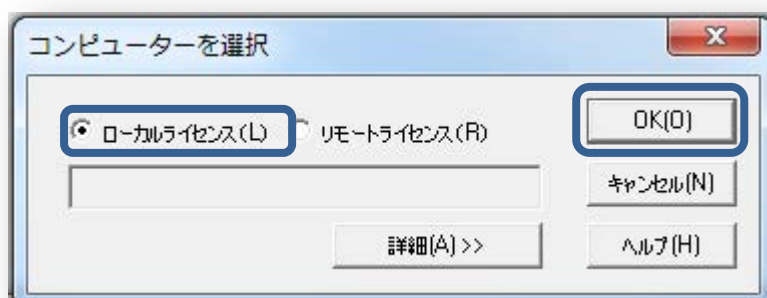 コンピューターを選択
ローカルライセンス(L) リモートライセンス(R)
OK(O)
キャンセル(N)
詳細(A) >>
ヘルプ(H)